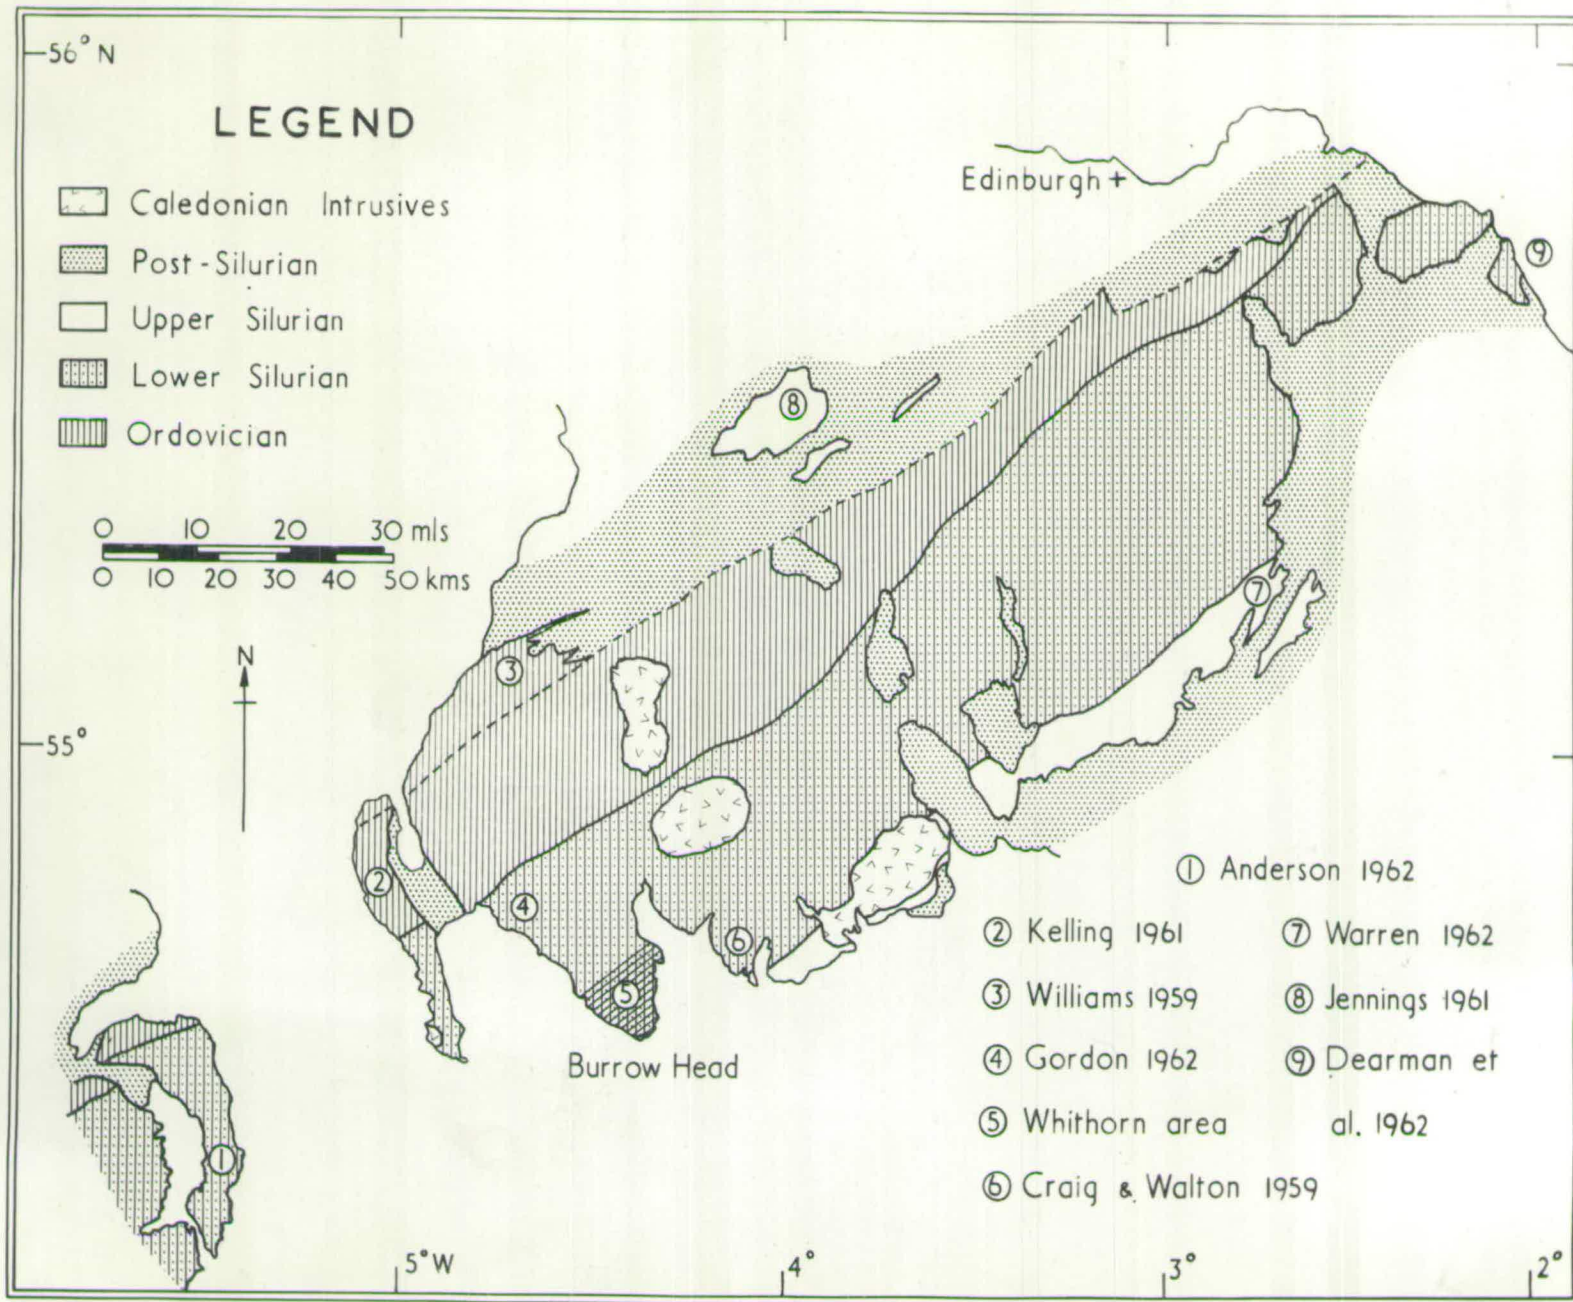 56° N
LEGEND
Caledonian Intrusives
Post-Silurian
Upper Silurian
Lower Silurian
Ordovician
0 10 20 30 mls
0 10 20 30 40 50 kms
N
55°
Edinburgh +
1
2
3
4
5
6
7
8
9
Burrow Head
① Anderson 1962
② Kelling 1961
③ Williams 1959
④ Gordon 1962
⑤ Whithorn area
⑥ Craig & Walton 1959
⑦ Warren 1962
⑧ Jennings 1961
⑨ Dearman et
al. 1962
5°W
4°
3°
2°